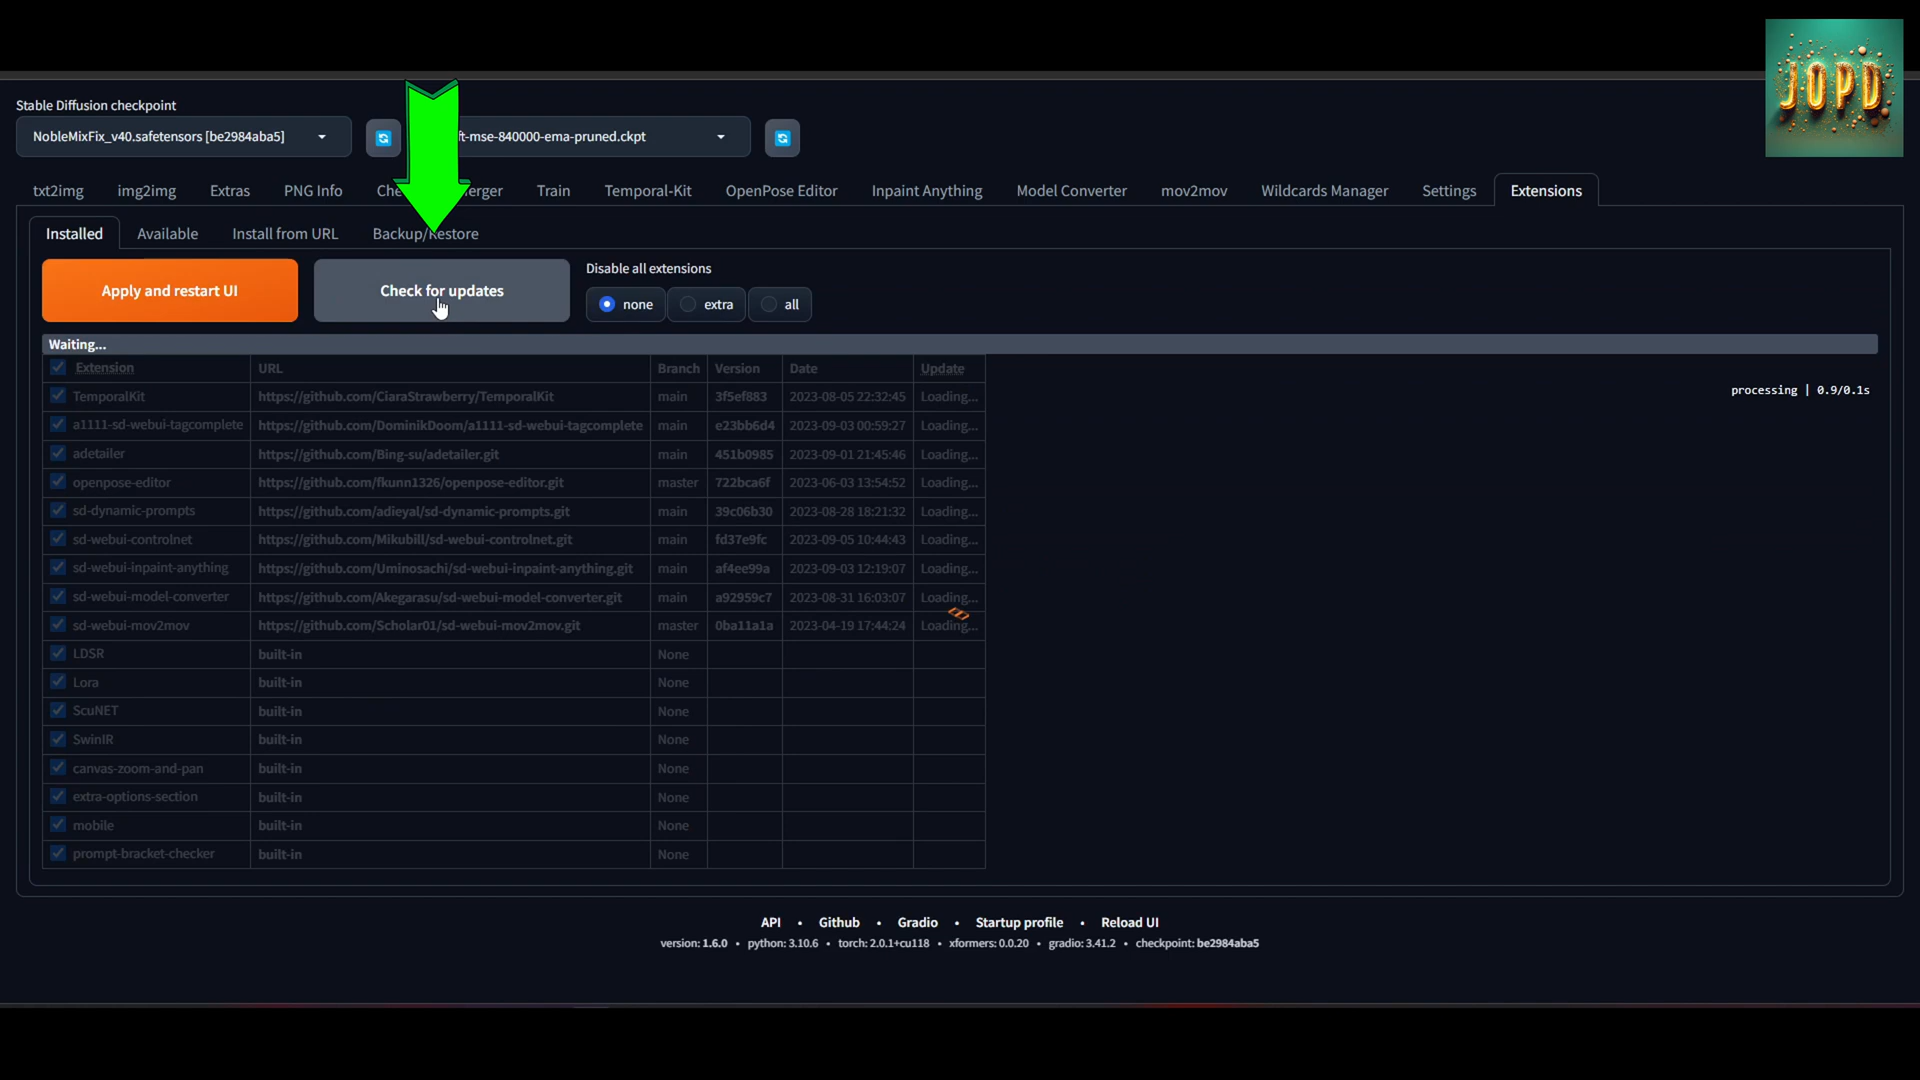 JOPD
Stable Diffusion checkpoint
NobleMixFix_v40.safetensors [be2984aba5]
ft-mse-840000-ema-pruned.ckpt
txt2img img2img Extras PNG Info Train Temporal-Kit OpenPose Editor Inpaint Anything Model Converter mov2mov Wildcards Manager Settings Extensions
Installed Available Install from URL Backup/Restore
Disable all extensions
Apply and restart UI Check for updates none extra all
Waiting...
Extension URL Branch Version Date Update
processing | 0.9/0.1s
TemporalKit https://github.com/CiaraStrawberry/TemporalKit main 3f5ef883 2023-08-05 22:32:45 Loading...
a1111-sd-webui-tagcomplete https://github.com/DominikDoom/a1111-sd-webui-tagcomplete main e23bb6d4 2023-09-03 00:59:27 Loading...
adetailer https://github.com/Bing-su/adetailer.git main 451b0985 2023-09-01 21:45:46 Loading...
openpose-editor https://github.com/fkunn1326/openpose-editor.git master 722bca6f 2023-06-03 13:54:52 Loading...
sd-dynamic-prompts https://github.com/adieyal/sd-dynamic-prompts.git main 39c06b30 2023-08-28 18:21:32 Loading...
sd-webui-controlnet https://github.com/Mikubill/sd-webui-controlnet.git main fd37e9fc 2023-09-05 10:44:43 Loading...
sd-webui-inpaint-anything https://github.com/Uminosachi/sd-webui-inpaint-anything.git main af4ee99a 2023-09-03 12:19:07 Loading...
sd-webui-model-converter https://github.com/Akegarasu/sd-webui-model-converter.git main a92959c7 2023-08-31 16:03:07 Loading...
sd-webui-mov2mov https://github.com/Scholar01/sd-webui-mov2mov.git master 0ba11a1a 2023-04-19 17:44:24 Loading...
LDSR built-in None
Lora built-in None
ScuNET built-in None
SwinIR built-in None
canvas-zoom-and-pan built-in None
extra-options-section built-in None
mobile built-in None
prompt-bracket-checker built-in None
API • Github • Gradio • Startup profile • Reload UI
version: 1.6.0 • python: 3.10.6 • torch: 2.0.1+cu118 • xformers: 0.0.20 • gradio: 3.41.2 • checkpoint: be2984aba5